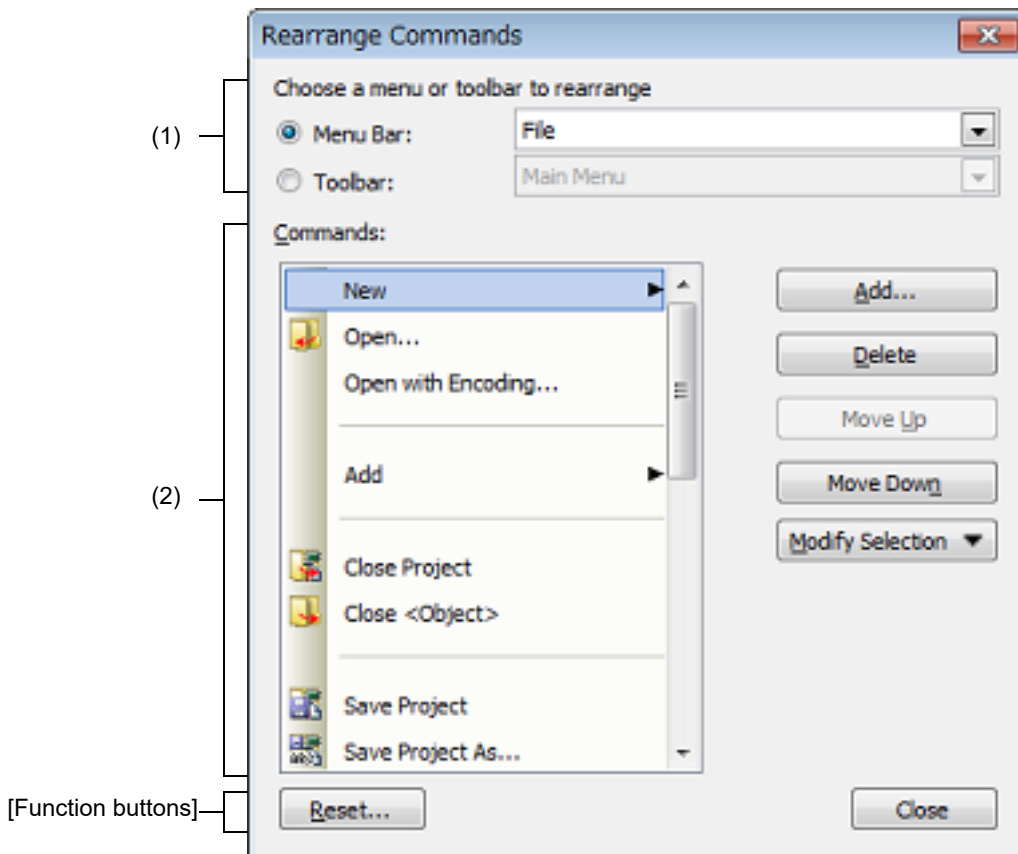 Rearrange Commands
Choose a menu or toolbar to rearrange
(1)
Menu Bar:
File
Toolbar:
Main Menu
Commands:
New
Add...
Open...
Delete
Open with Encoding...
Move Up
Add
Move Down
(2)
Modify Selection
Close Project
Close <Object>
Save Project
Save Project As...
[Function buttons]
Reset...
Close